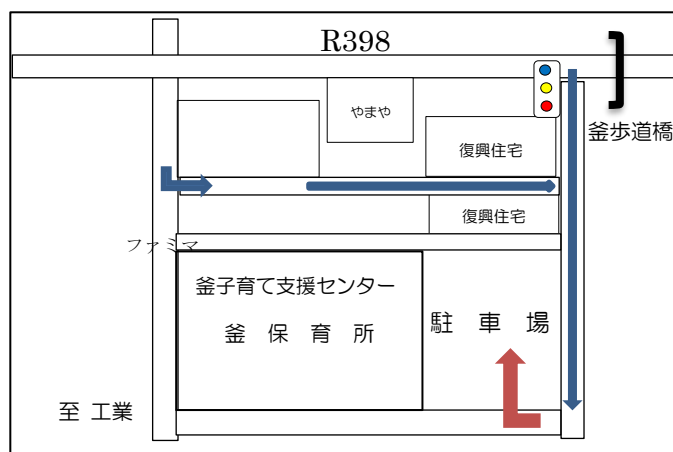 R398
やまや
釜歩道橋
復興住宅
復興住宅
ファミマ
釜子育て支援センター
釜 保 育 所
駐 車 場
至 工業